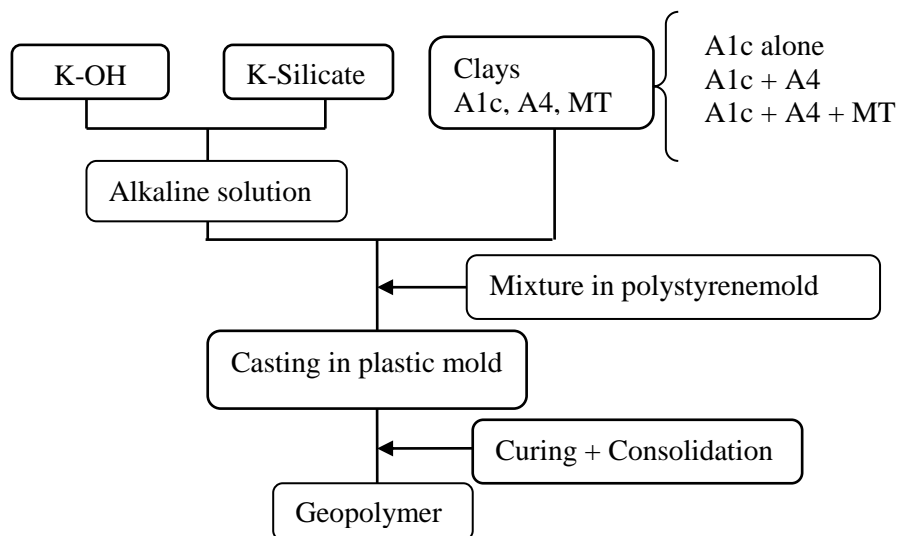 K-OH
K-Silicate
Clays
A1c, A4, MT
A1c alone
A1c + A4
A1c + A4 + MT
Alkaline solution
Mixture in polystyrenemold
Casting in plastic mold
Curing + Consolidation
Geopolymer